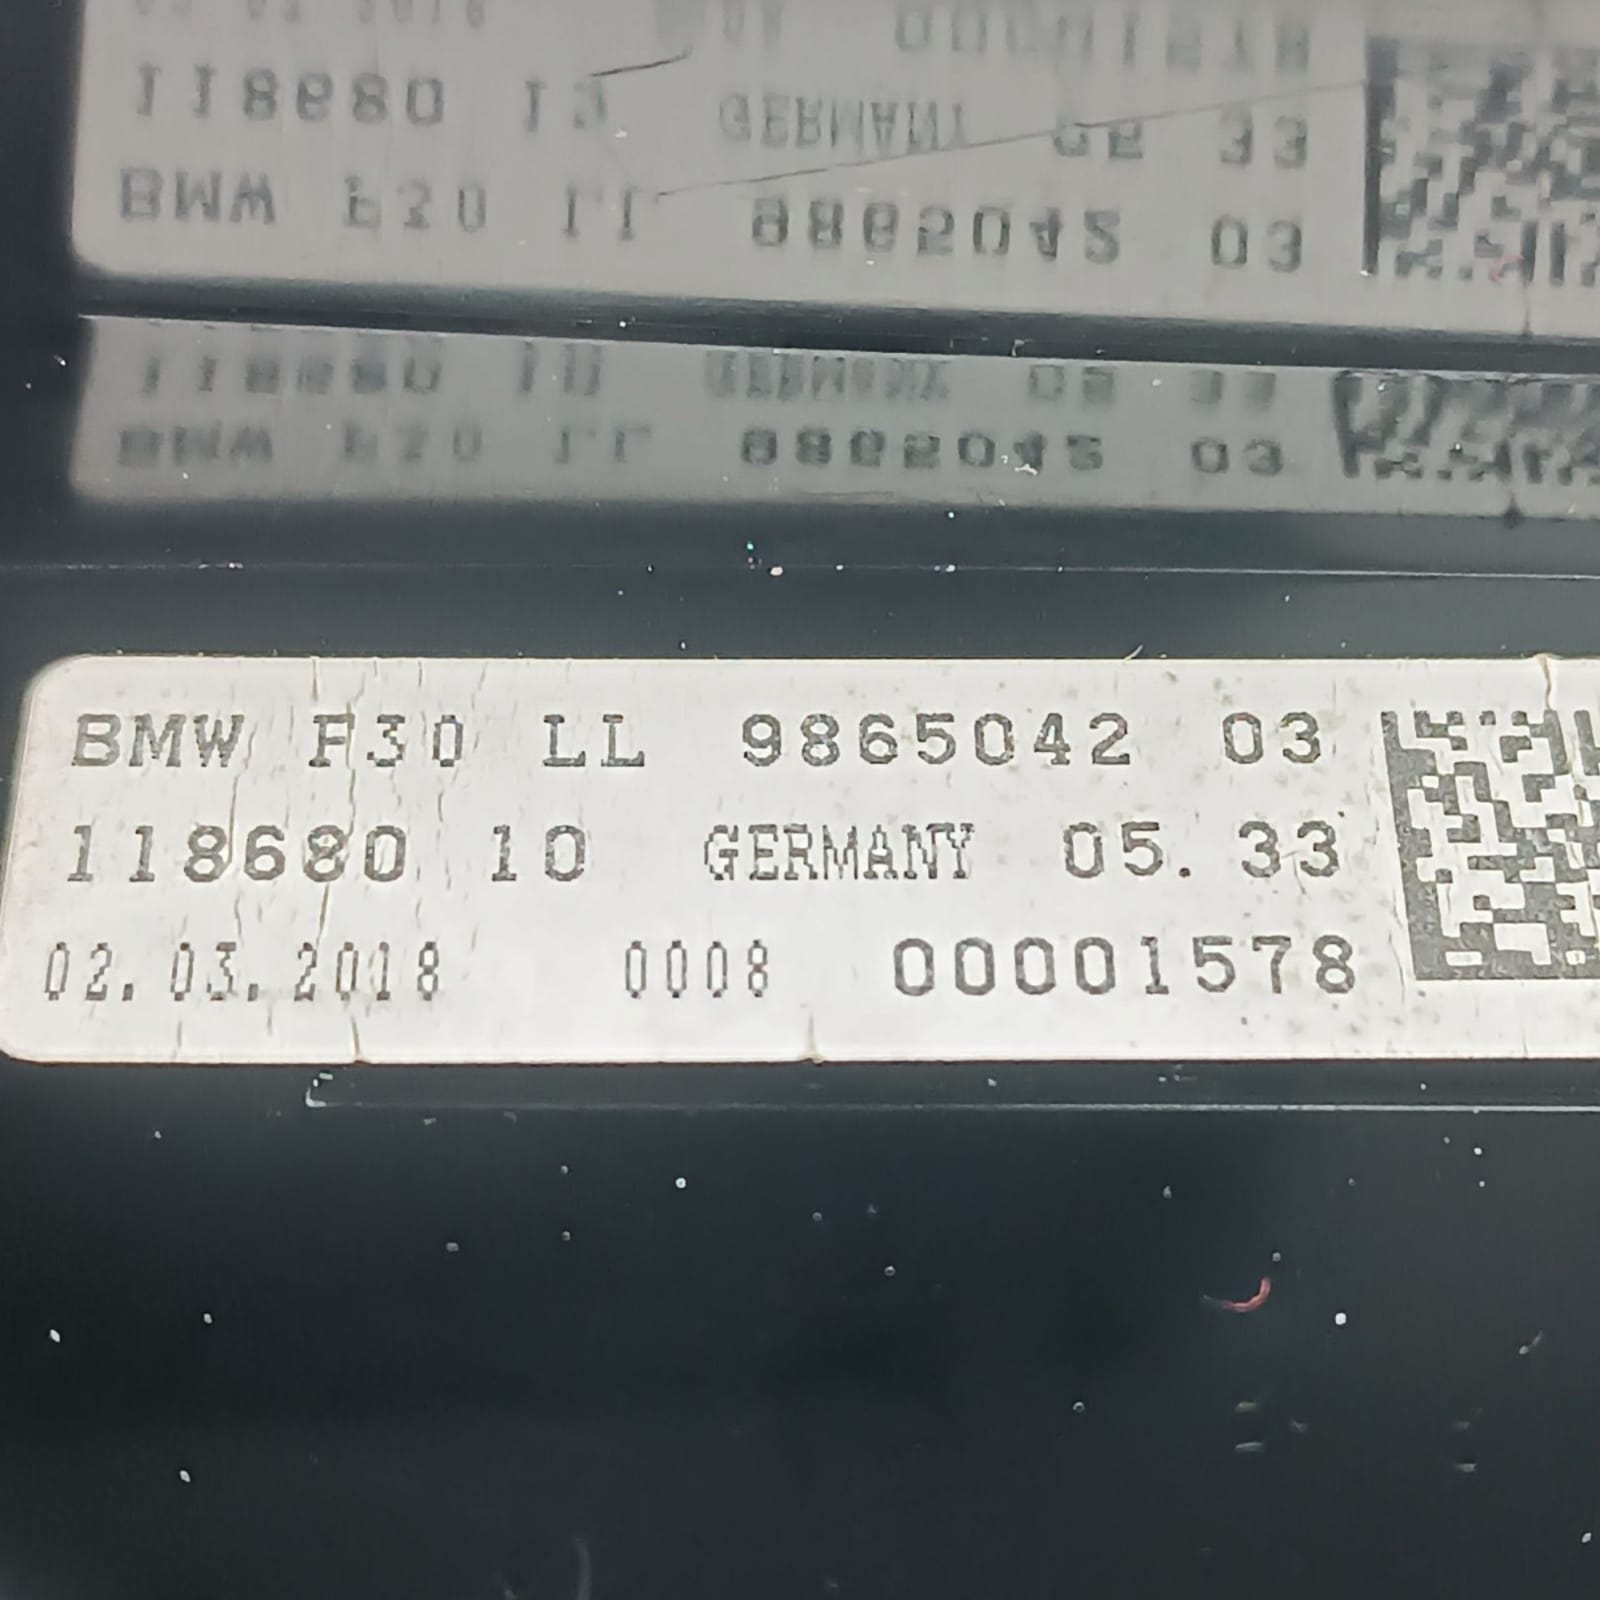 BMW F30 LL 9865042 03
118680 10 GERMANY 05.33
02.03.2018 0008 00001578